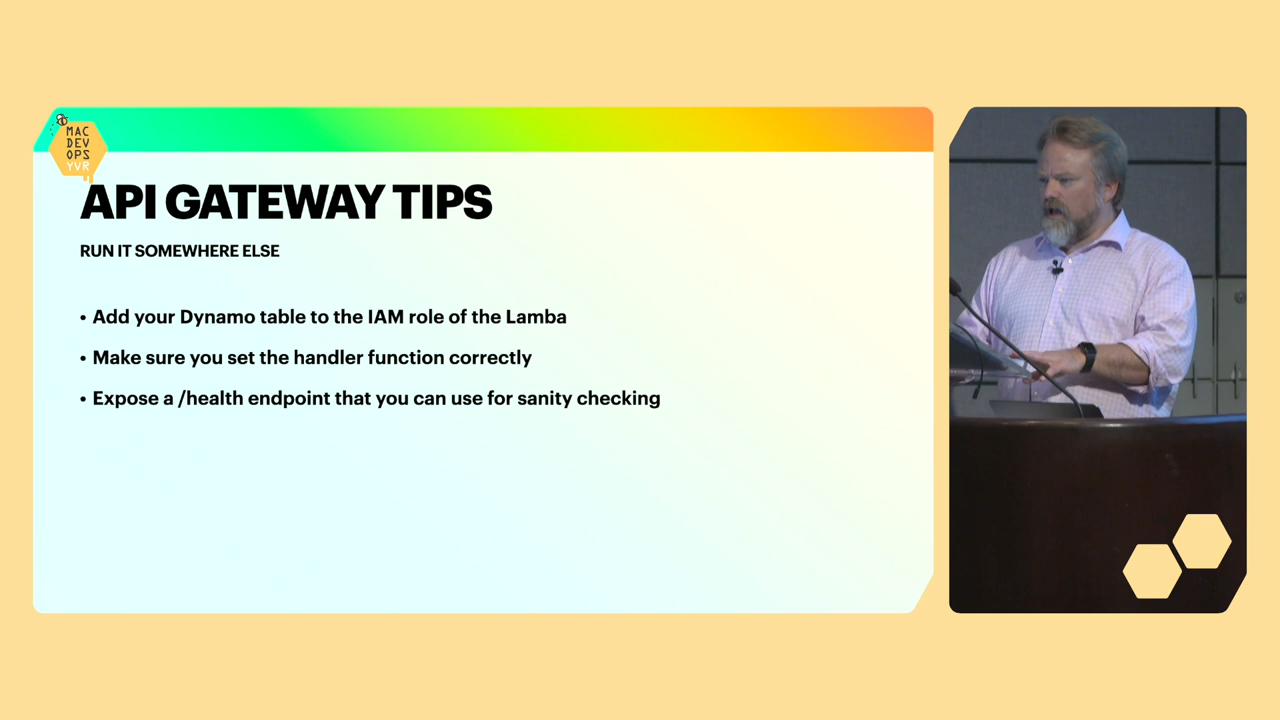 MAC
DEV
OPS
YVR
API GATEWAY TIPS
RUN IT SOMEWHERE ELSE
• Add your Dynamo table to the IAM role of the Lamba
• Make sure you set the handler function correctly
• Expose a /health endpoint that you can use for sanity checking